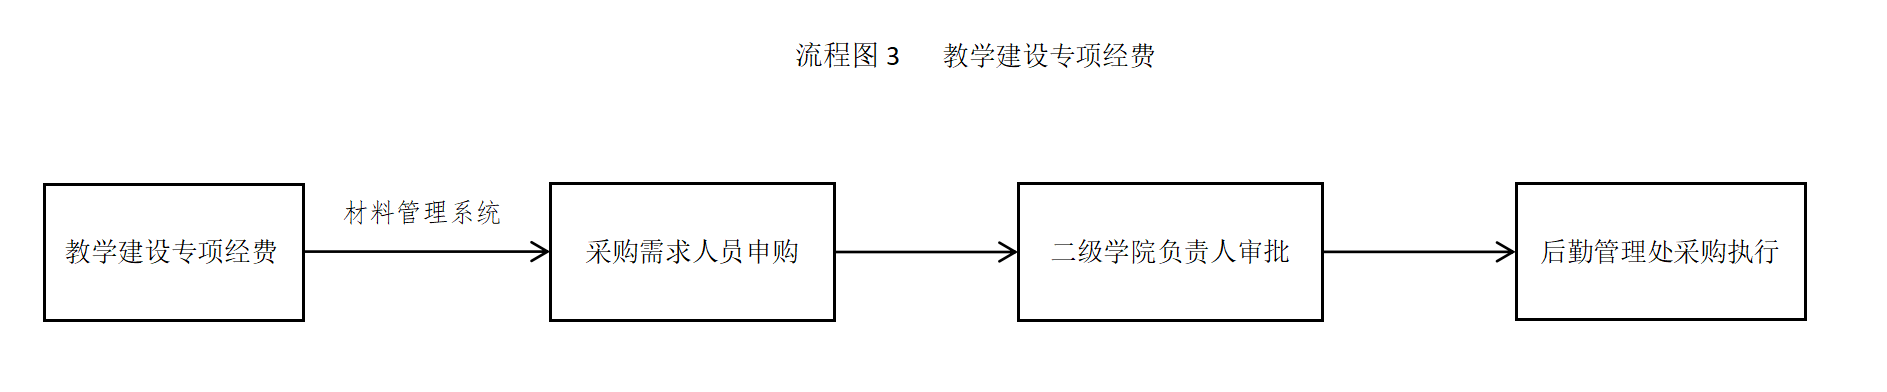 流程图 3 教学建设专项经费
材料管理系统
教学建设专项经费
采购需求人员申购
二级学院负责人审批
后勤管理处采购执行